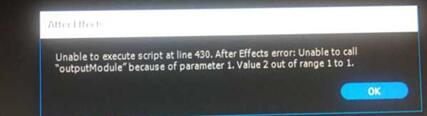 After Effects
Unable to execute script at line 430. After Effects error: Unable to call
"outputModule" because of parameter 1. Value 2 out of range 1 to 1.
OK